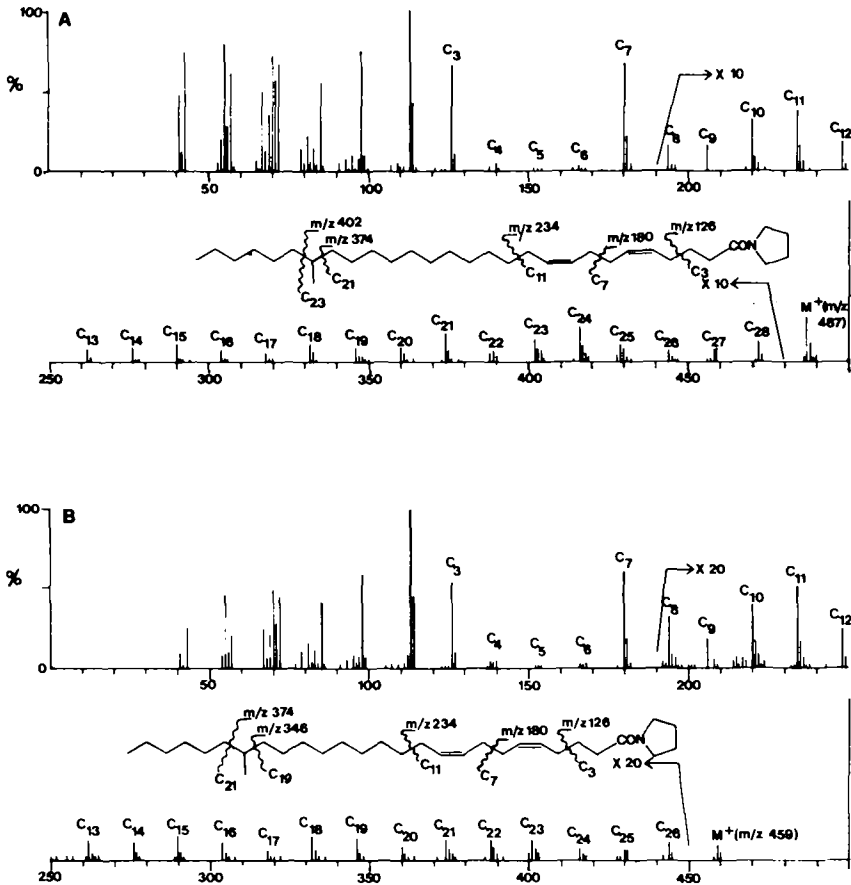 A
100
%
0
C3
C4
C5
C6
C7
X 10
C8
C9
C10
C11
C12
50
100
150
200
m/z 402
m/z 374
m/z 234
m/z 180
m/z 126
CON
C23
C21
C11
C7
C3
X 10
M+(m/z 487)
C13
C14
C15
C16
C17
C18
C19
C20
C21
C22
C23
C24
C25
C26
C27
C28
250
300
350
400
450
B
100
%
0
C3
C4
C5
C6
C7
X 20
C8
C9
C10
C11
C12
50
100
150
200
m/z 374
m/z 346
m/z 234
m/z 180
m/z 126
CON
C21
C19
C11
C7
C3
X 20
C13
C14
C15
C16
C17
C18
C19
C20
C21
C22
C23
C24
C25
C26
M+(m/z 459)
250
300
350
400
450